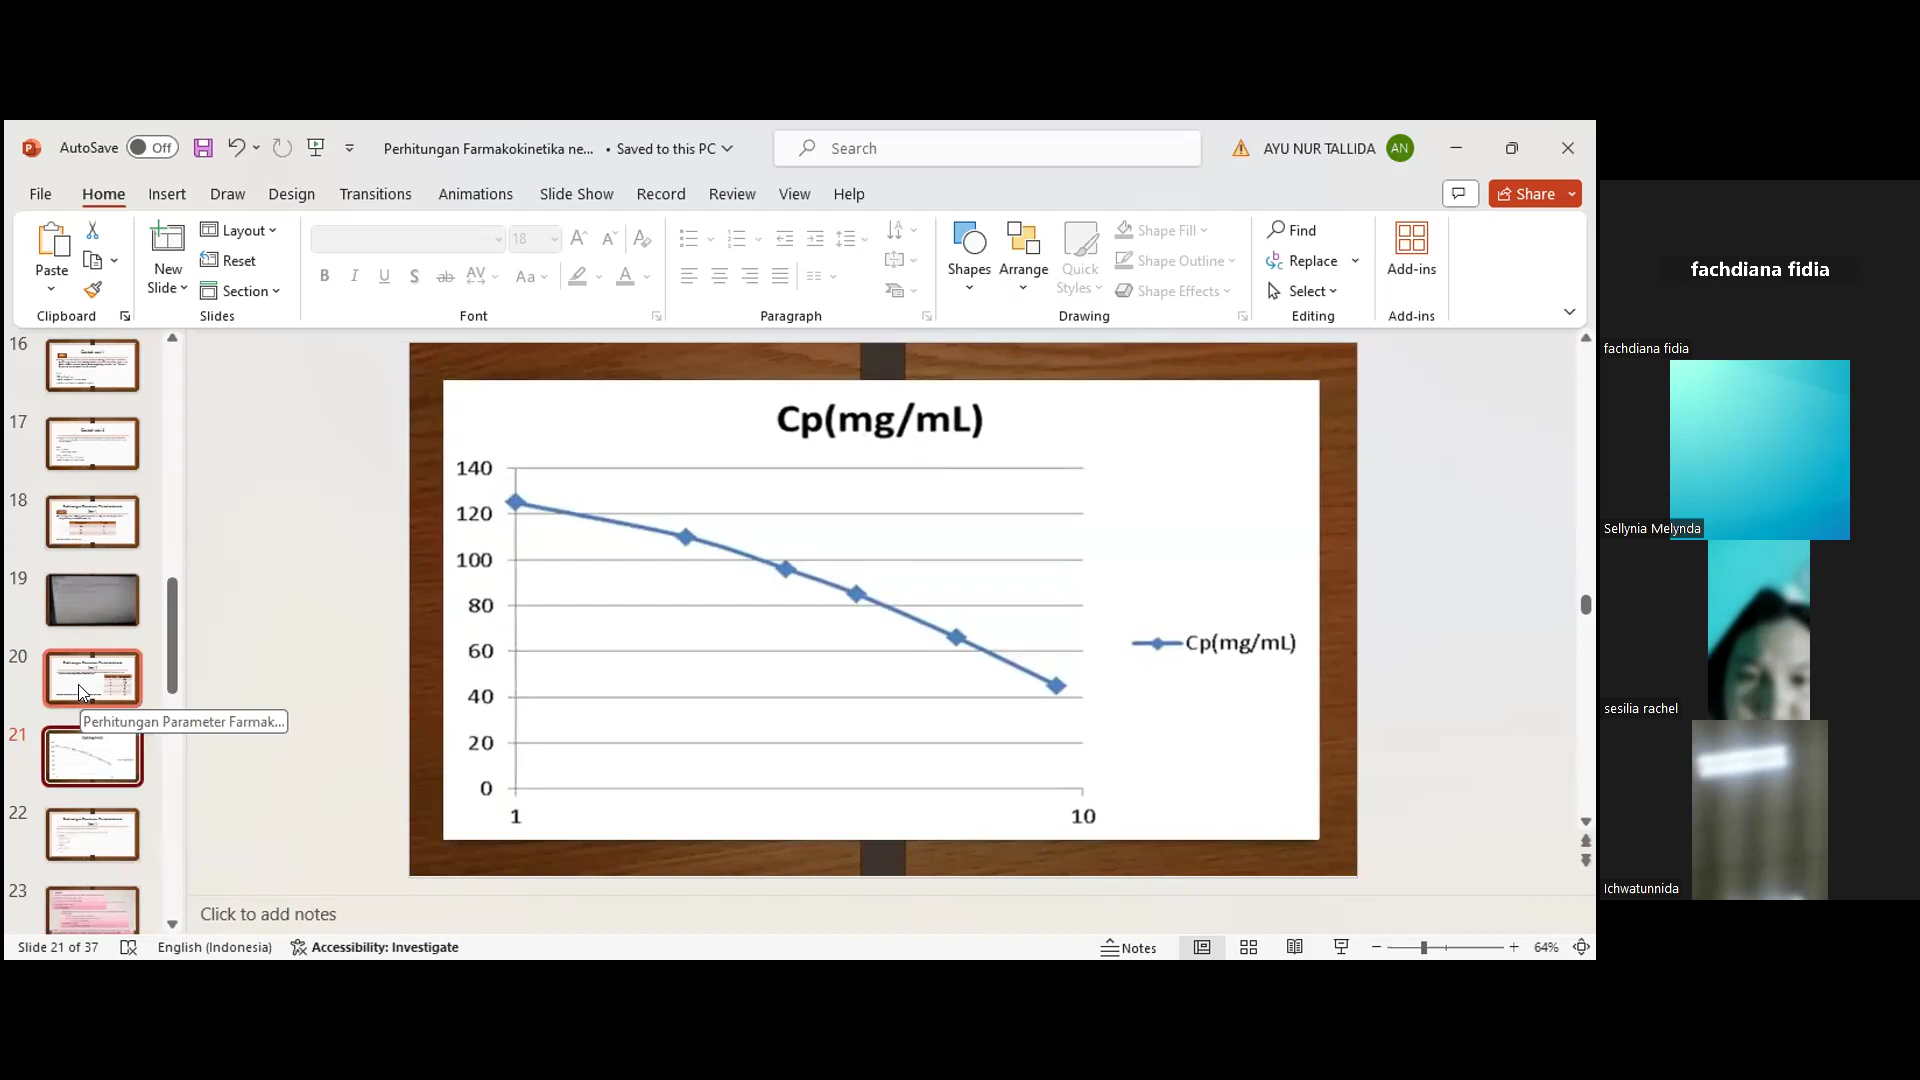 AutoSave Off
Perhitungan Farmakokinetika ne... • Saved to this PC
Search
AYU NUR TALLIDA AN
File Home Insert Draw Design Transitions Animations Slide Show Record Review View Help
Share
Paste
New Slide
Layout
Reset
Section
18
B I U S ab AV Aa A
Shapes
Arrange
Quick Styles
Shape Fill
Shape Outline
Shape Effects
Find
Replace
Select
Add-ins
Clipboard Slides Font Paragraph Drawing Editing Add-ins
16
17
18
19
20
Perhitungan Parameter Farmak...
21
22
23
Cp(mg/mL)
140
120
100
80
60
40
20
0
1 10
Cp(mg/mL)
Click to add notes
Slide 21 of 37 English (Indonesia) Accessibility: Investigate Notes 64%
fachdiana fidia
fachdiana fidia
Sellynia Melynda
sesilia rachel
Ichwatunnida